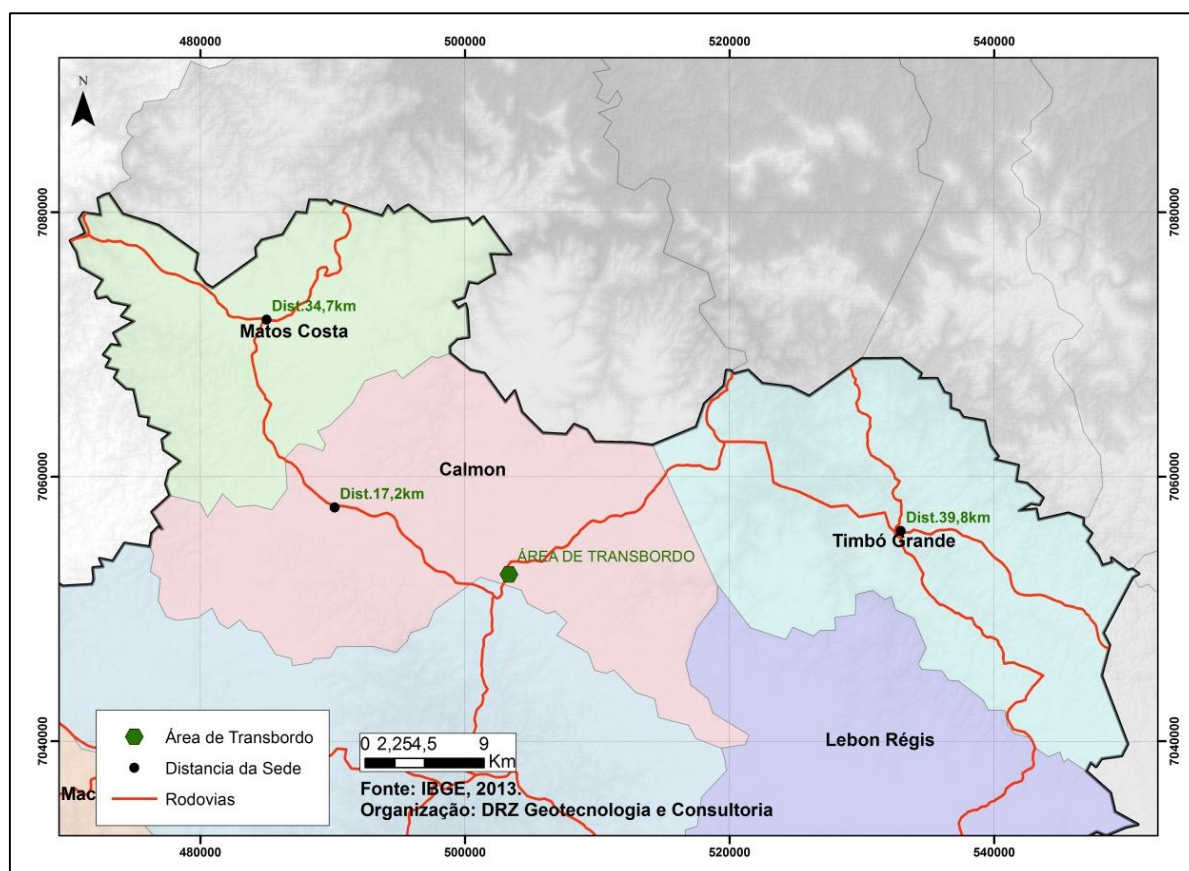 480000
500000
520000
540000
N
7080000
7080000
Dist.34,7km
Matos Costa
Calmon
7060000
7060000
Dist.17,2km
Dist.39,8km
Timbó Grande
ÁREA DE TRANSBORDO
Lebon Régis
7040000
7040000
Mac
Área de Transbordo
Distancia da Sede
Rodovias
0 2,254,5 9
Km
Fonte: IBGE, 2013.
Organização: DRZ Geotecnologia e Consultoria
480000
500000
520000
540000